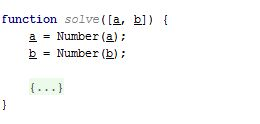 function solve([a, b]) {
a = Number(a);
b = Number(b);
{...}
}